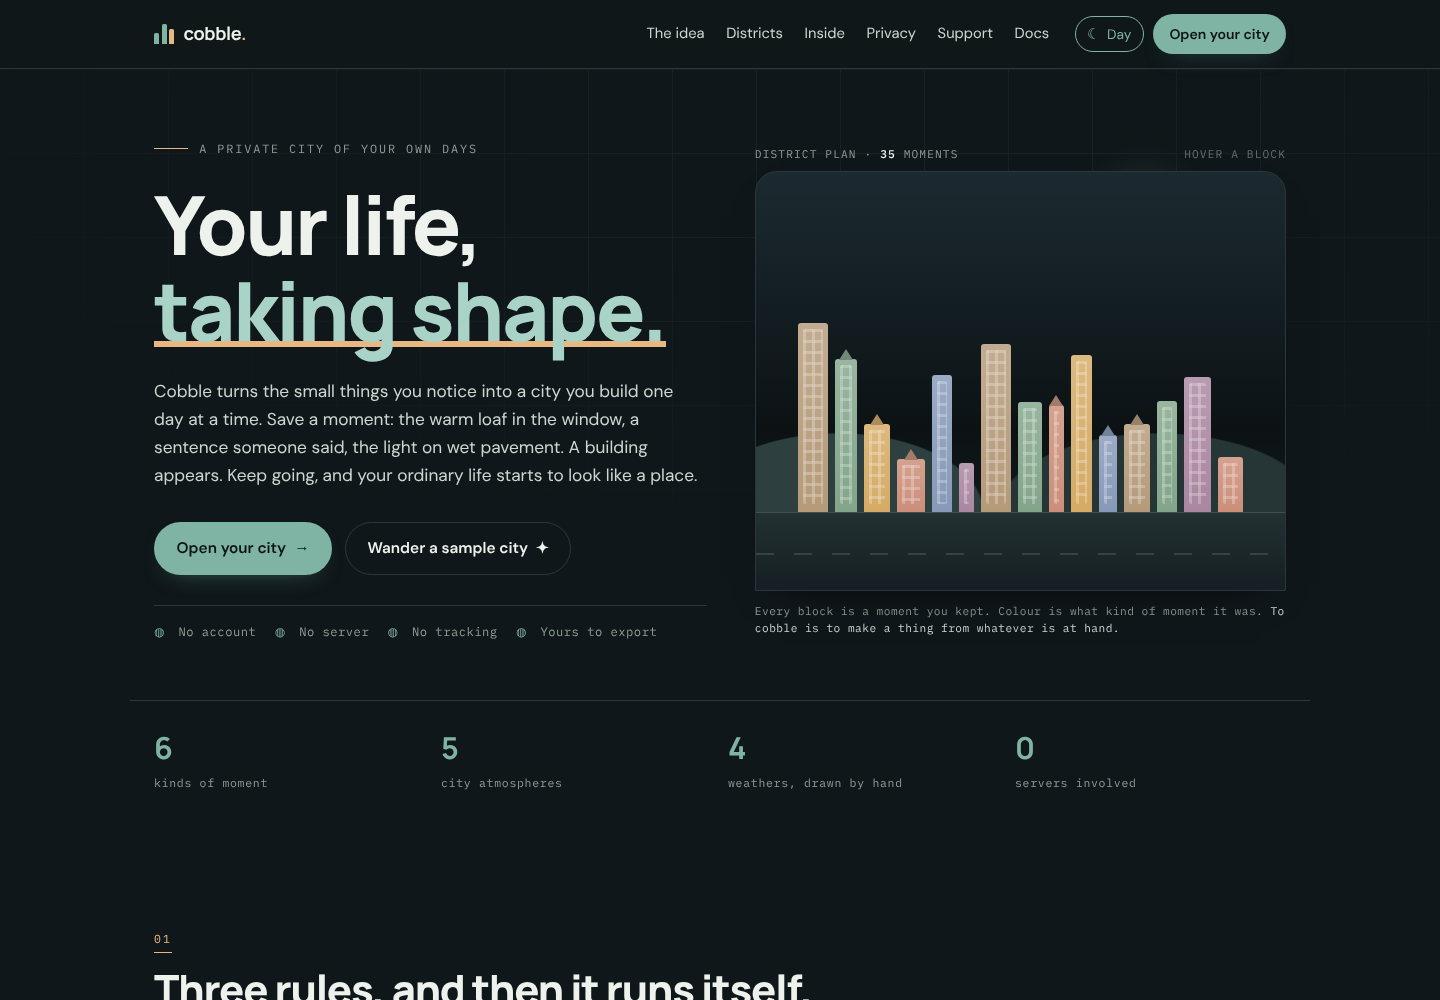 cobble.
The idea
Districts
Inside
Privacy
Support
Docs
☾ Day
Open your city
A PRIVATE CITY OF YOUR OWN DAYS
Your life,
taking shape.
Cobble turns the small things you notice into a city you build one
day at a time. Save a moment: the warm loaf in the window, a
sentence someone said, the light on wet pavement. A building
appears. Keep going, and your ordinary life starts to look like a place.
Open your city →
Wander a sample city ✦
No account
No server
No tracking
Yours to export
DISTRICT PLAN · 35 MOMENTS
HOVER A BLOCK
Every block is a moment you kept. Colour is what kind of moment it was. To
cobble is to make a thing from whatever is at hand.
6
kinds of moment
5
city atmospheres
4
weathers, drawn by hand
0
servers involved
01
Three rules, and then it runs itself.